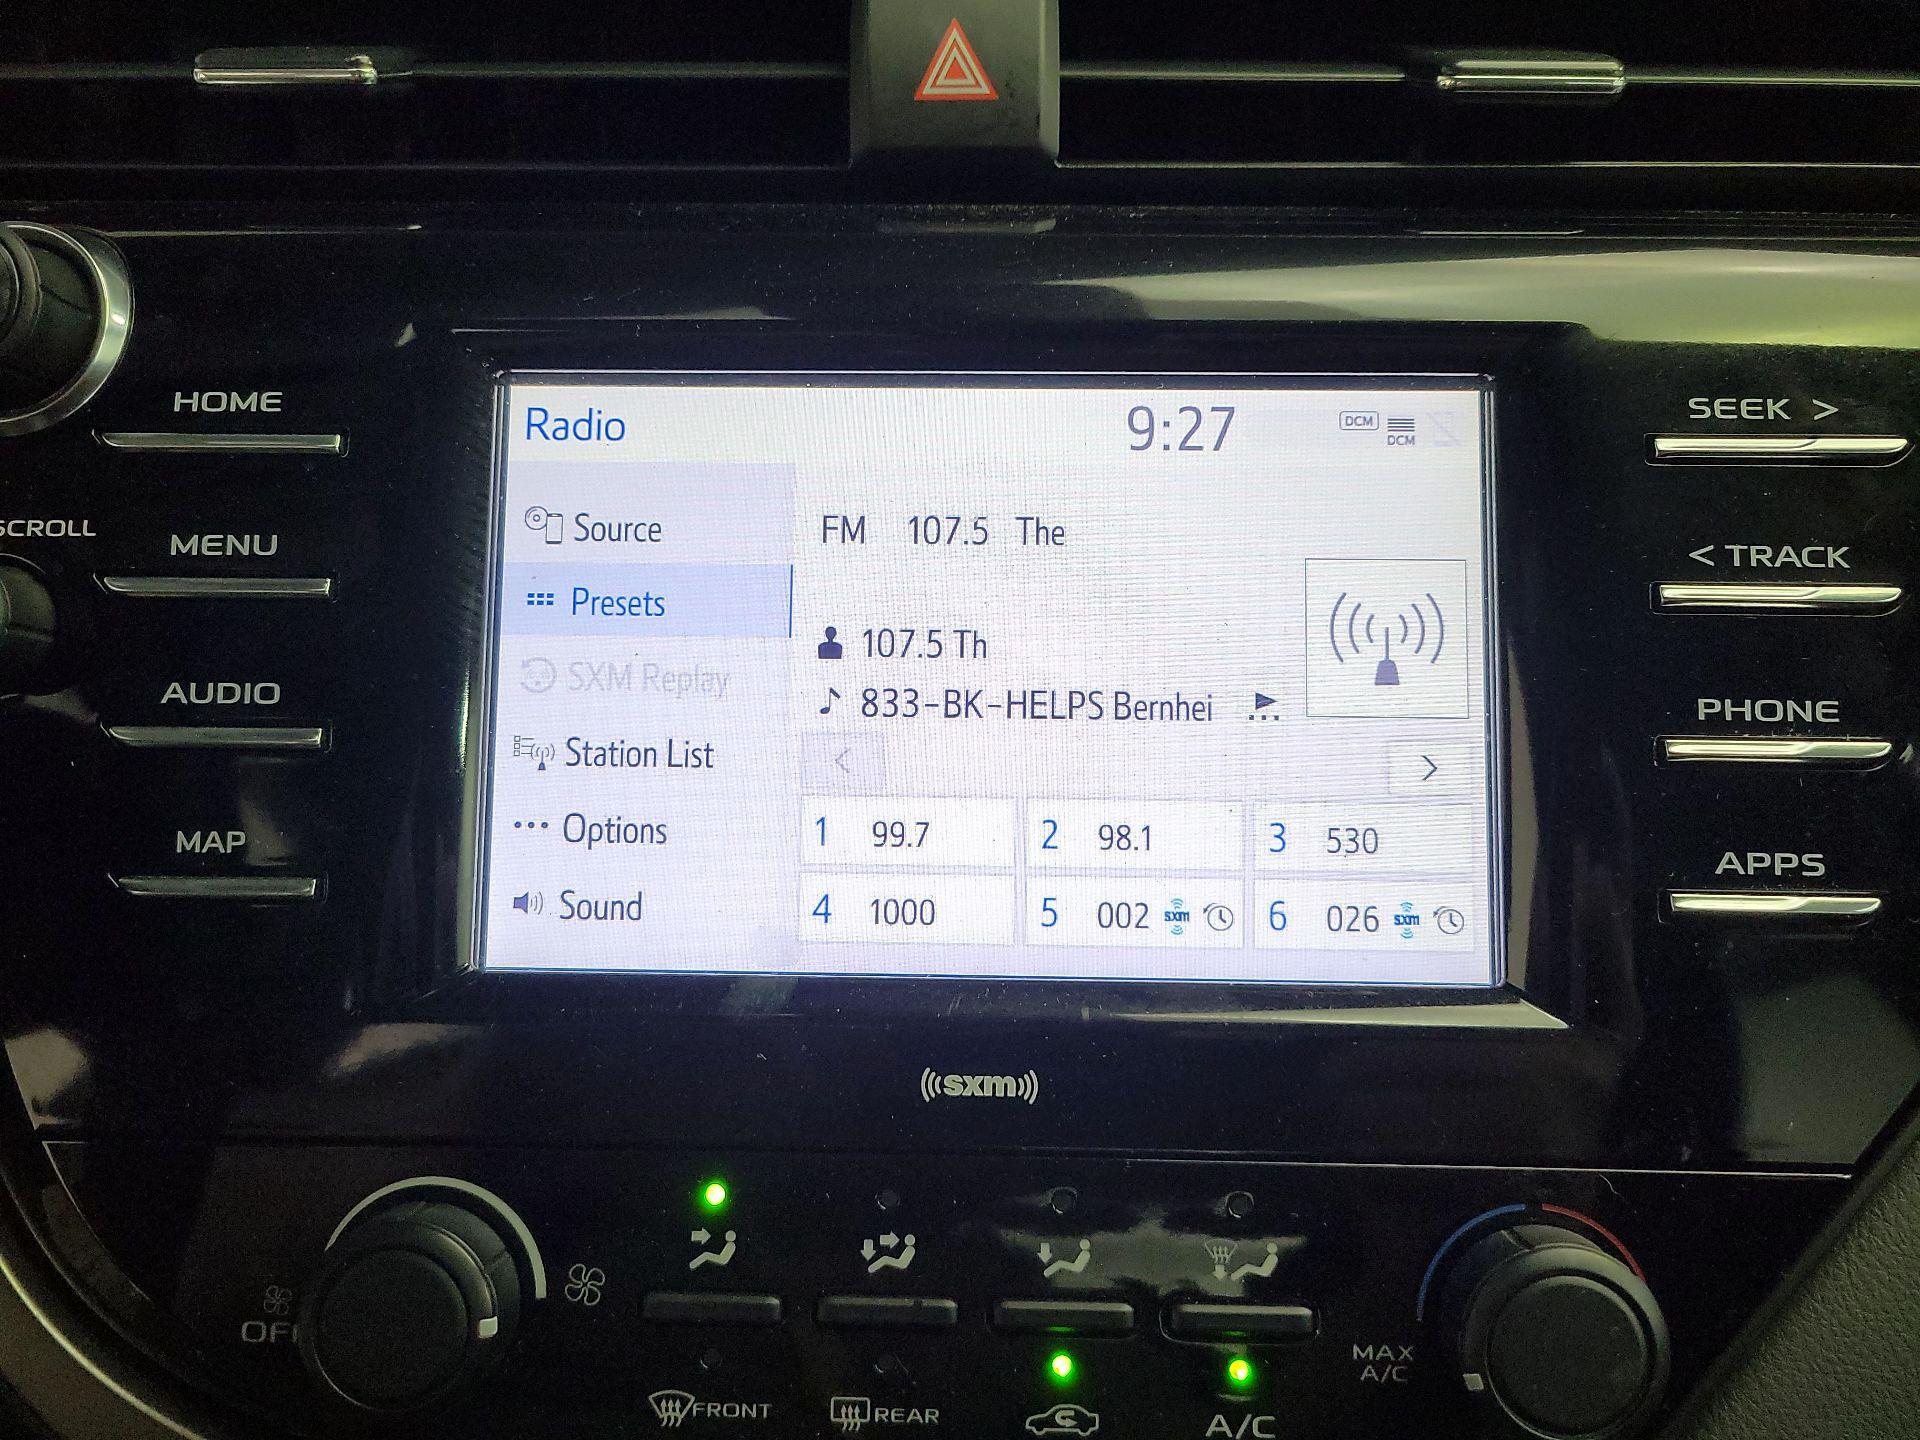 HOME
SCROLL
MENU
AUDIO
MAP
Radio
9:27
DCM
DCM
Source
Presets
SXM Replay
Station List
Options
Sound
FM 107.5 The
107.5 Th
833-BK-HELPS Bernhei
<
>
1 99.7
2 98.1
3 530
4 1000
5 002 sxm
6 026 sxm
SEEK >
< TRACK
PHONE
APPS
((sxm))
OFF
FRONT
REAR
A/C
MAX
A/C